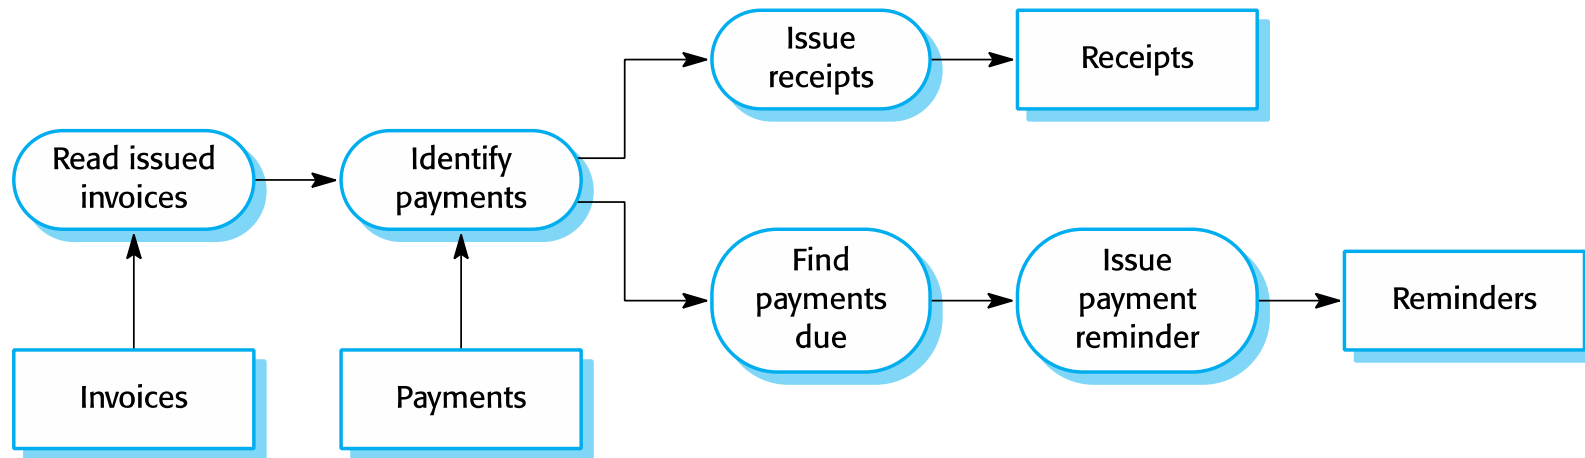 Issue
receipts
Receipts
Read issued
invoices
Identify
payments
Find
payments
due
Issue
payment
reminder
Reminders
Invoices
Payments